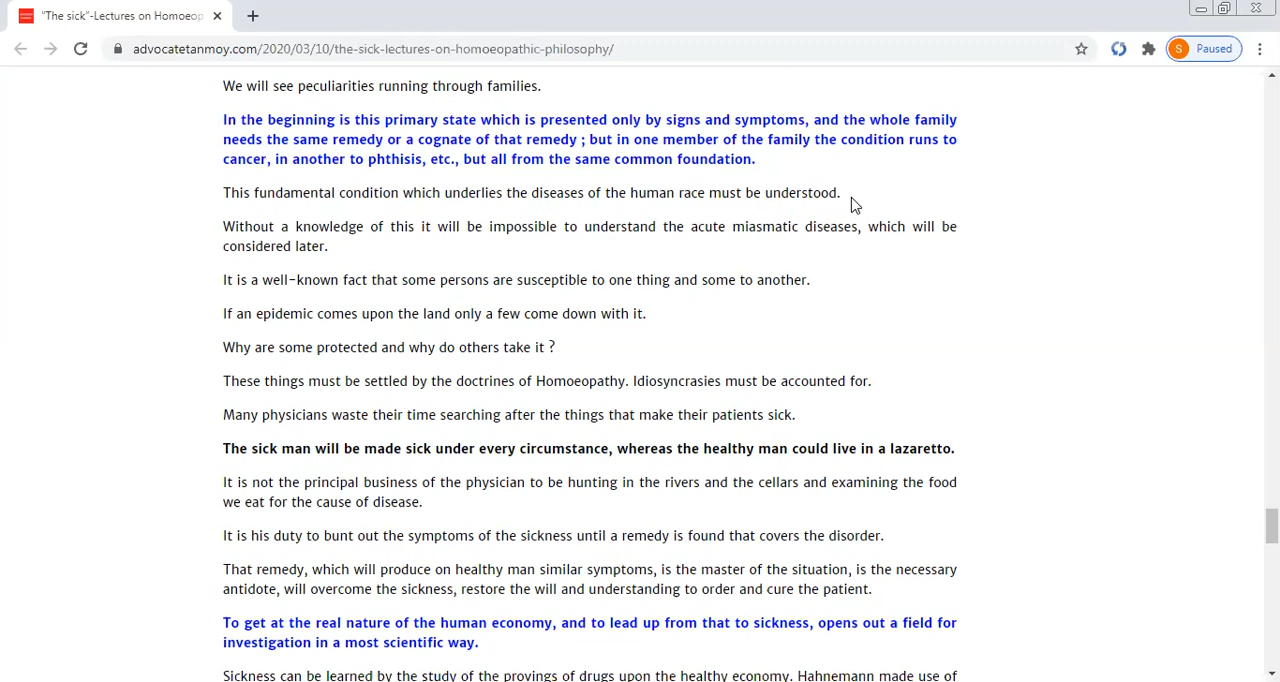 "The sick"-Lectures on Homoeop
advocatetanmoy.com/2020/03/10/the-sick-lectures-on-homoeopathic-philosophy/
S Paused
We will see peculiarities running through families.
In the beginning is this primary state which is presented only by signs and symptoms, and the whole family
needs the same remedy or a cognate of that remedy ; but in one member of the family the condition runs to
cancer, in another to phthisis, etc., but all from the same common foundation.
This fundamental condition which underlies the diseases of the human race must be understood.
Without a knowledge of this it will be impossible to understand the acute miasmatic diseases, which will be
considered later.
It is a well-known fact that some persons are susceptible to one thing and some to another.
If an epidemic comes upon the land only a few come down with it.
Why are some protected and why do others take it ?
These things must be settled by the doctrines of Homoeopathy. Idiosyncrasies must be accounted for.
Many physicians waste their time searching after the things that make their patients sick.
The sick man will be made sick under every circumstance, whereas the healthy man could live in a lazaretto.
It is not the principal business of the physician to be hunting in the rivers and the cellars and examining the food
we eat for the cause of disease.
It is his duty to bunt out the symptoms of the sickness until a remedy is found that covers the disorder.
That remedy, which will produce on healthy man similar symptoms, is the master of the situation, is the necessary
antidote, will overcome the sickness, restore the will and understanding to order and cure the patient.
To get at the real nature of the human economy, and to lead up from that to sickness, opens out a field for
investigation in a most scientific way.
Sickness can be learned by the study of the provings of drugs upon the healthy economy. Hahnemann made use of